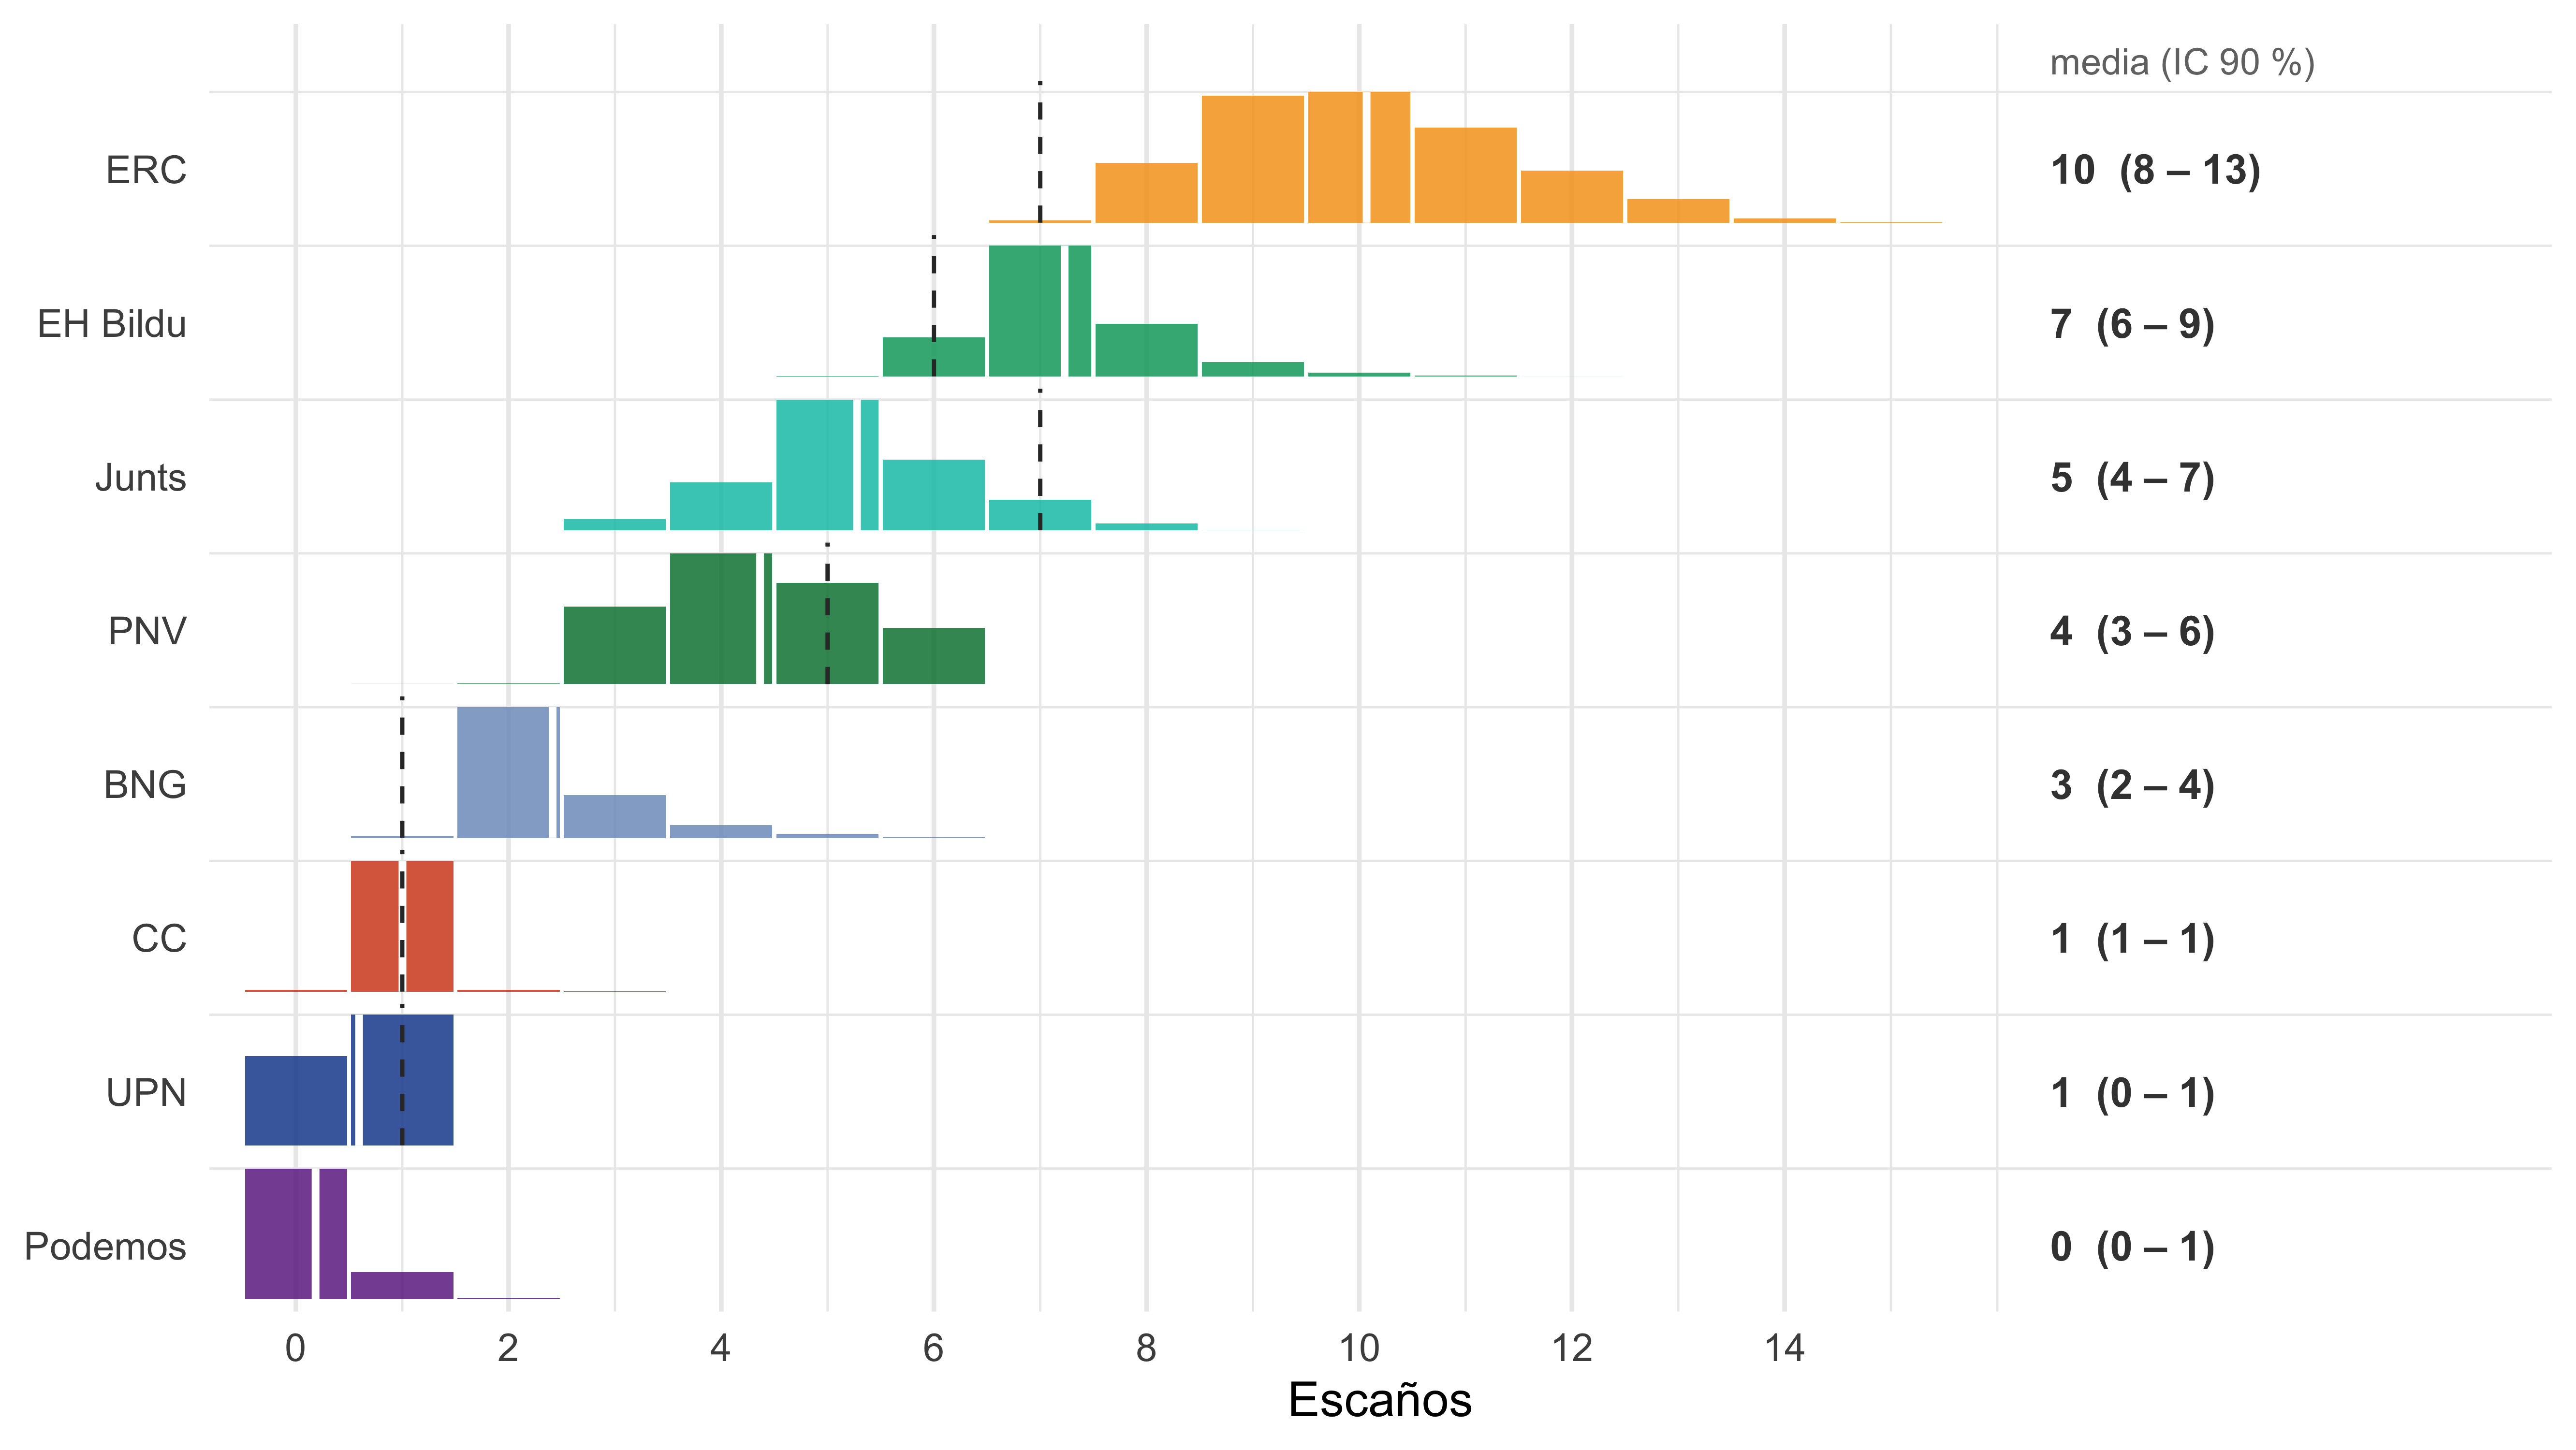 media (IC 90 %)
ERC 10 (8 – 13)
EH Bildu 7 (6 – 9)
Junts 5 (4 – 7)
PNV 4 (3 – 6)
BNG 3 (2 – 4)
CC 1 (1 – 1)
UPN 1 (0 – 1)
Podemos 0 (0 – 1)
0 2 4 6 8 10 12 14
Escaños